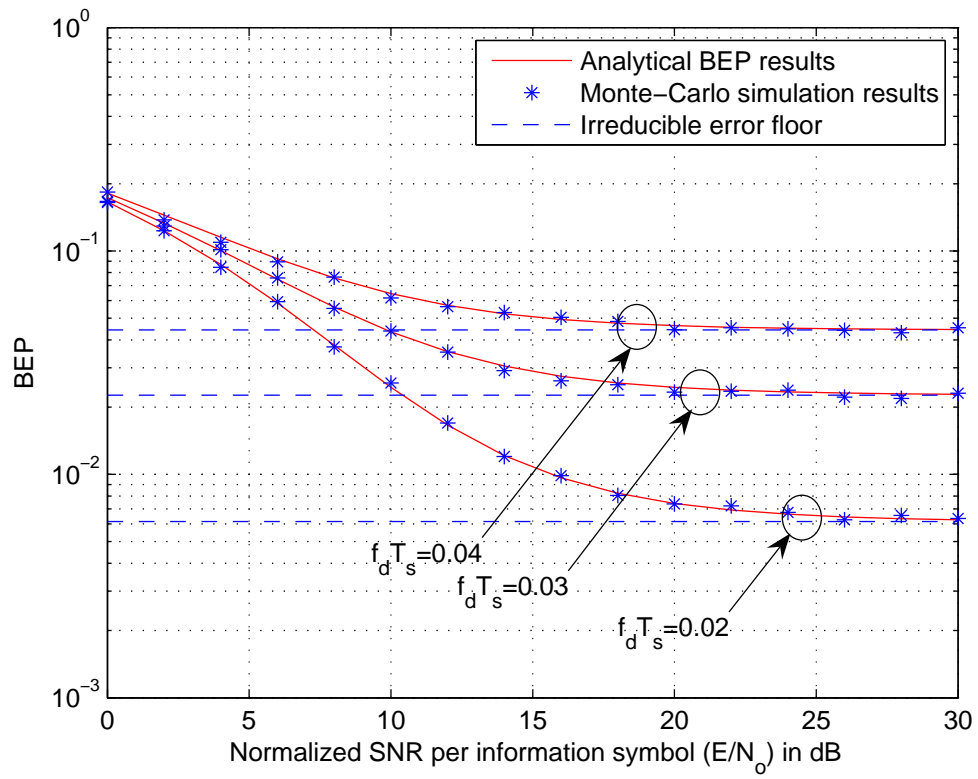 10^0
10^−1
10^−2
10^−3
BEP
Analytical BEP results
Monte−Carlo simulation results
Irreducible error floor
f_dT_s=0.04
f_dT_s=0.03
f_dT_s=0.02
0 5 10 15 20 25 30
Normalized SNR per information symbol (E/N_o) in dB